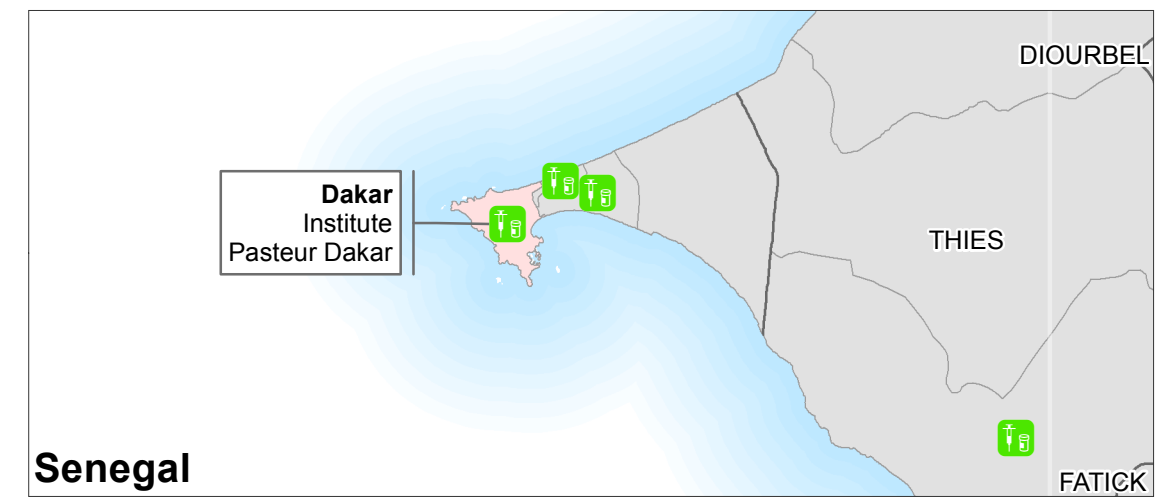 DIOURBEL
Dakar
Institute
Pasteur Dakar
THIES
Senegal
FATICK